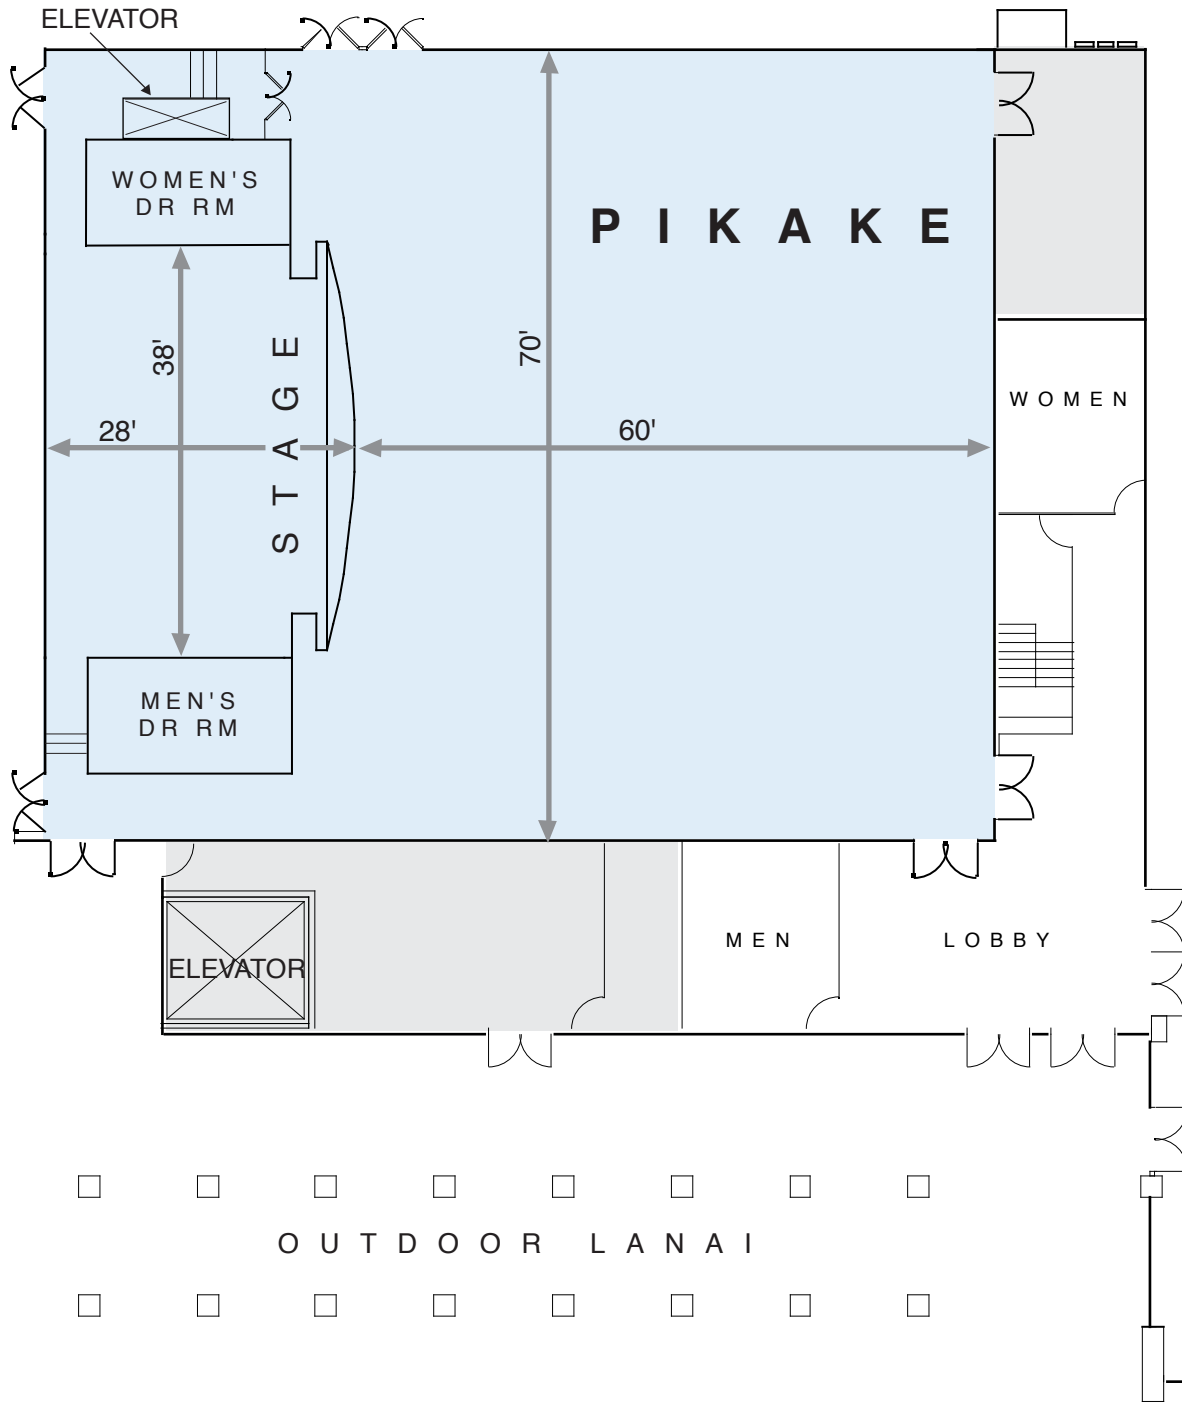 ELEVATOR
WOMEN'S
DR RM
PIKAKE
38'
STAGE
70'
28'
60'
WOMEN
MEN'S
DR RM
ELEVATOR
MEN
LOBBY
OUTDOOR LANAI